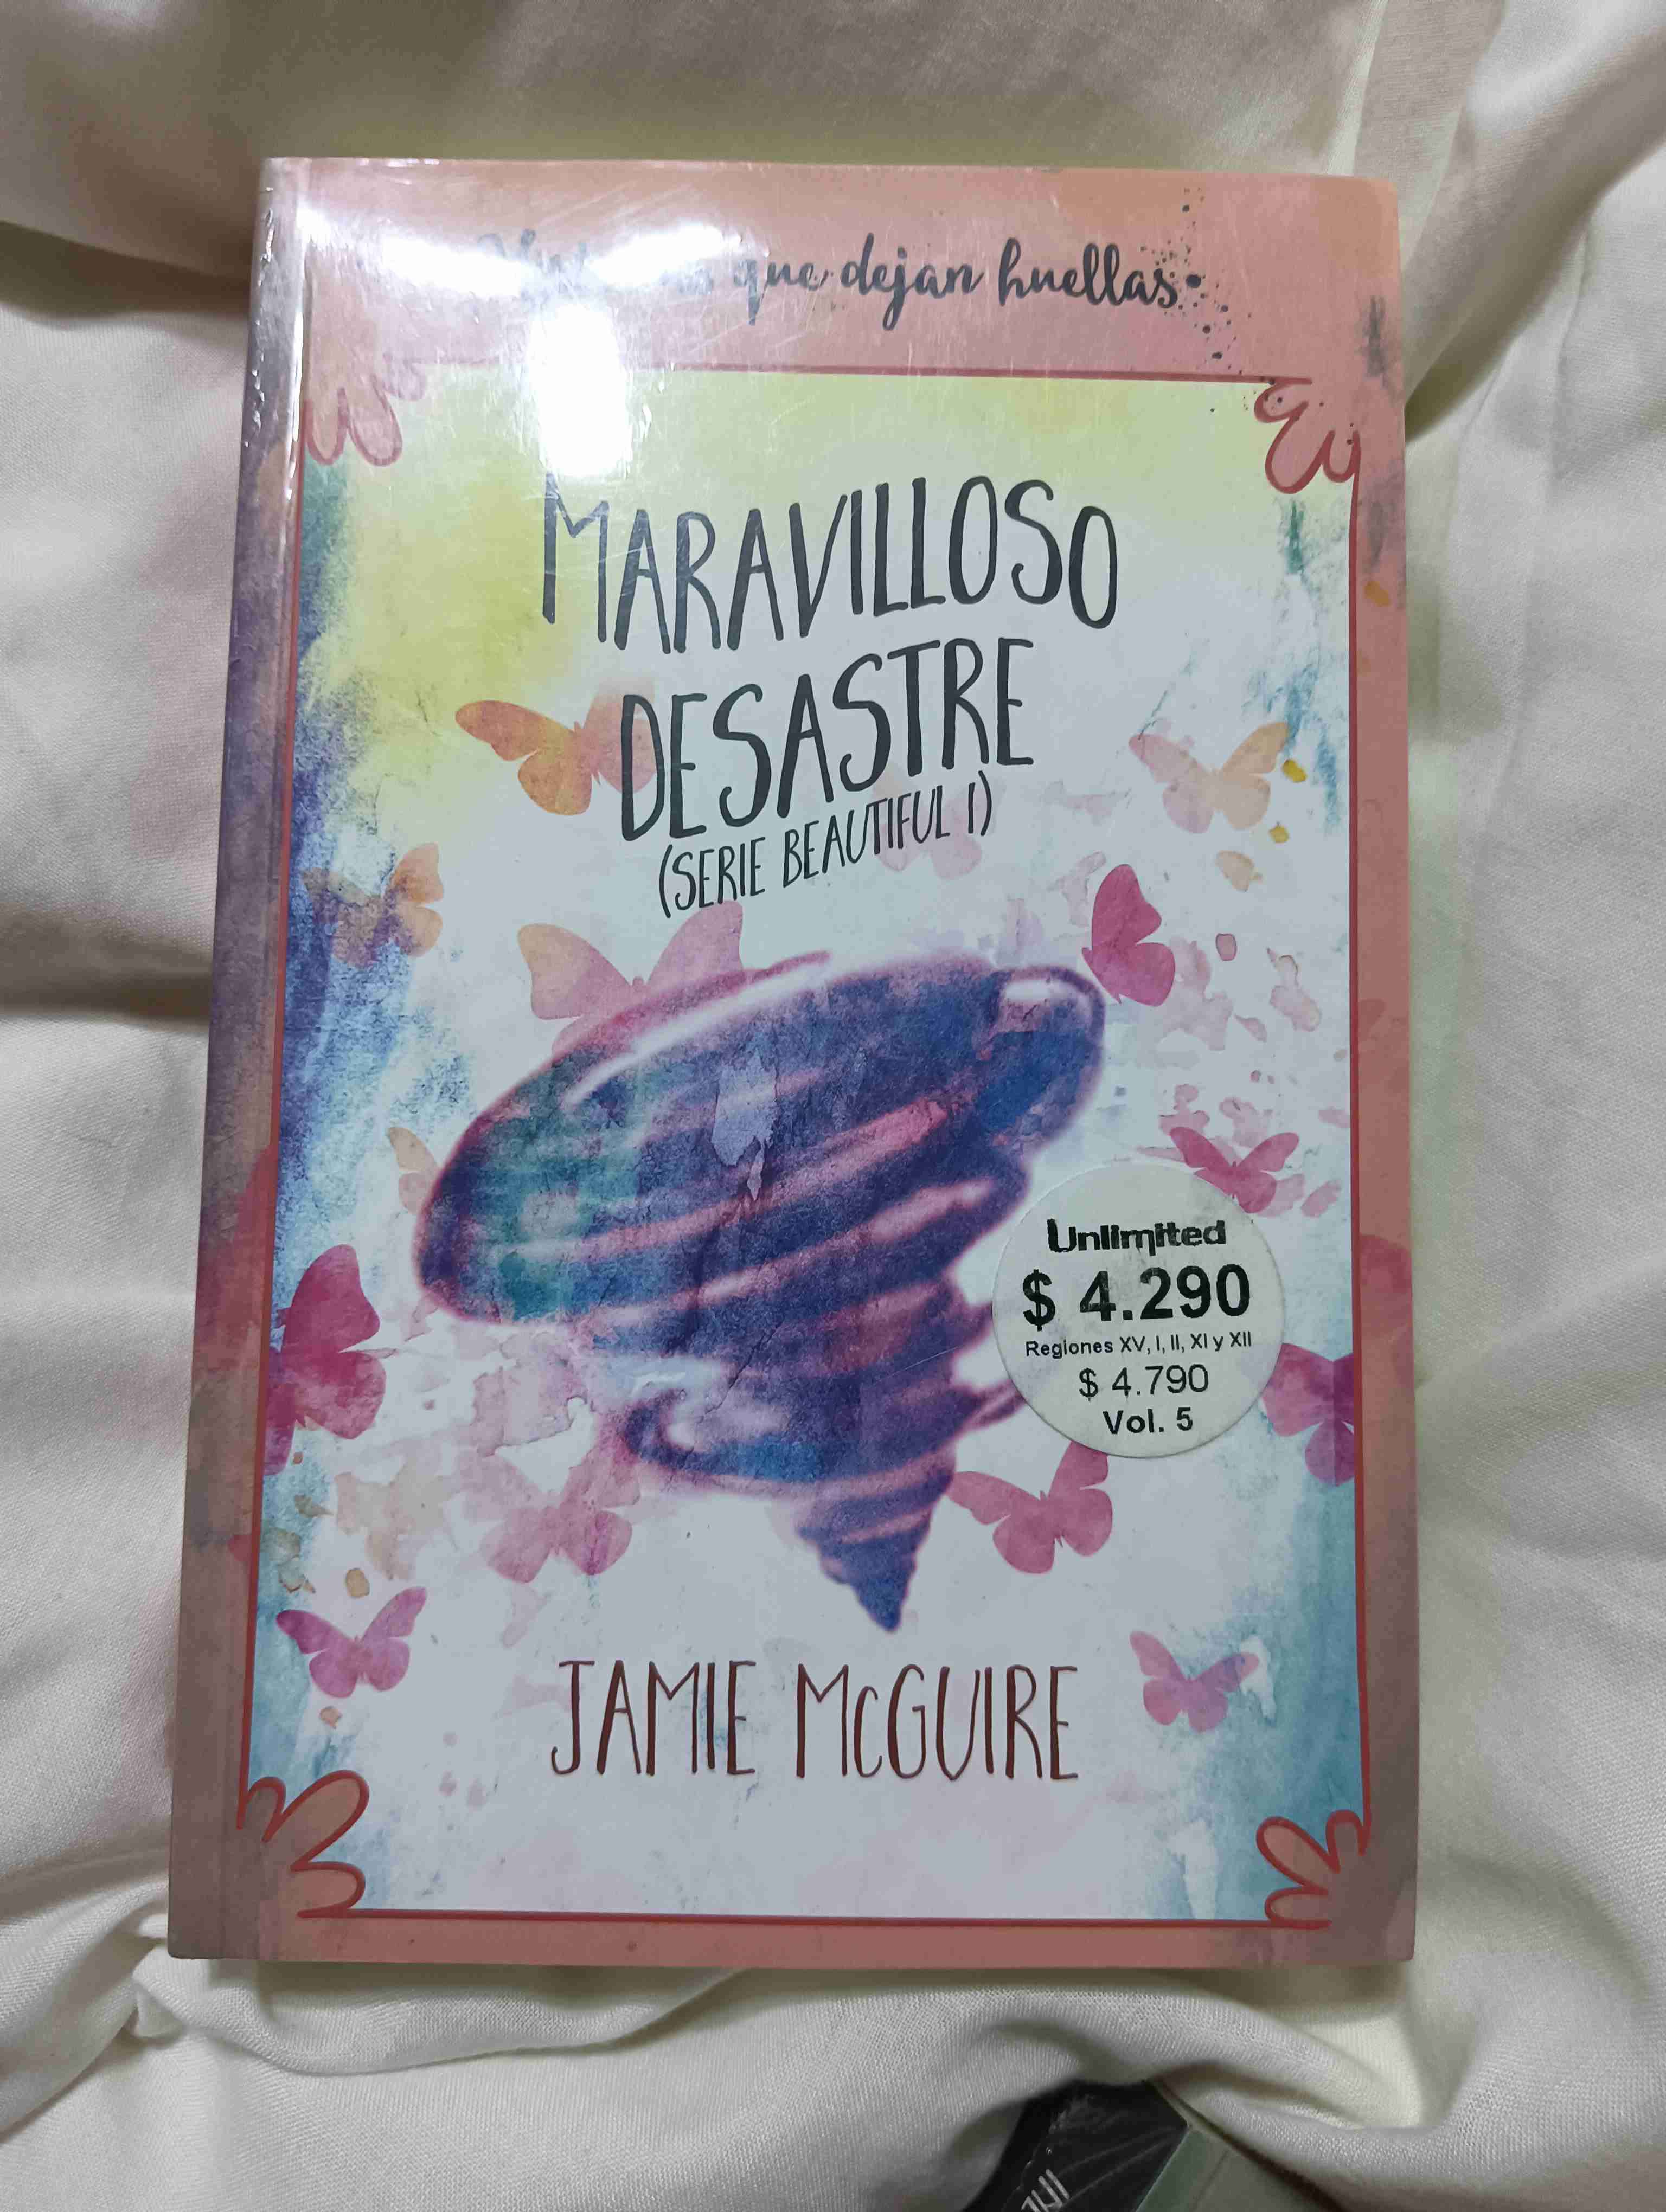 que dejan huellas
MARAVILLOSO
DESASTRE
(SERIE BEAUTIFUL I)
Unlimited
$ 4.290
Regiones XV, I, II, XI y XII
$ 4.790
Vol. 5
JAMIE McGUIRE